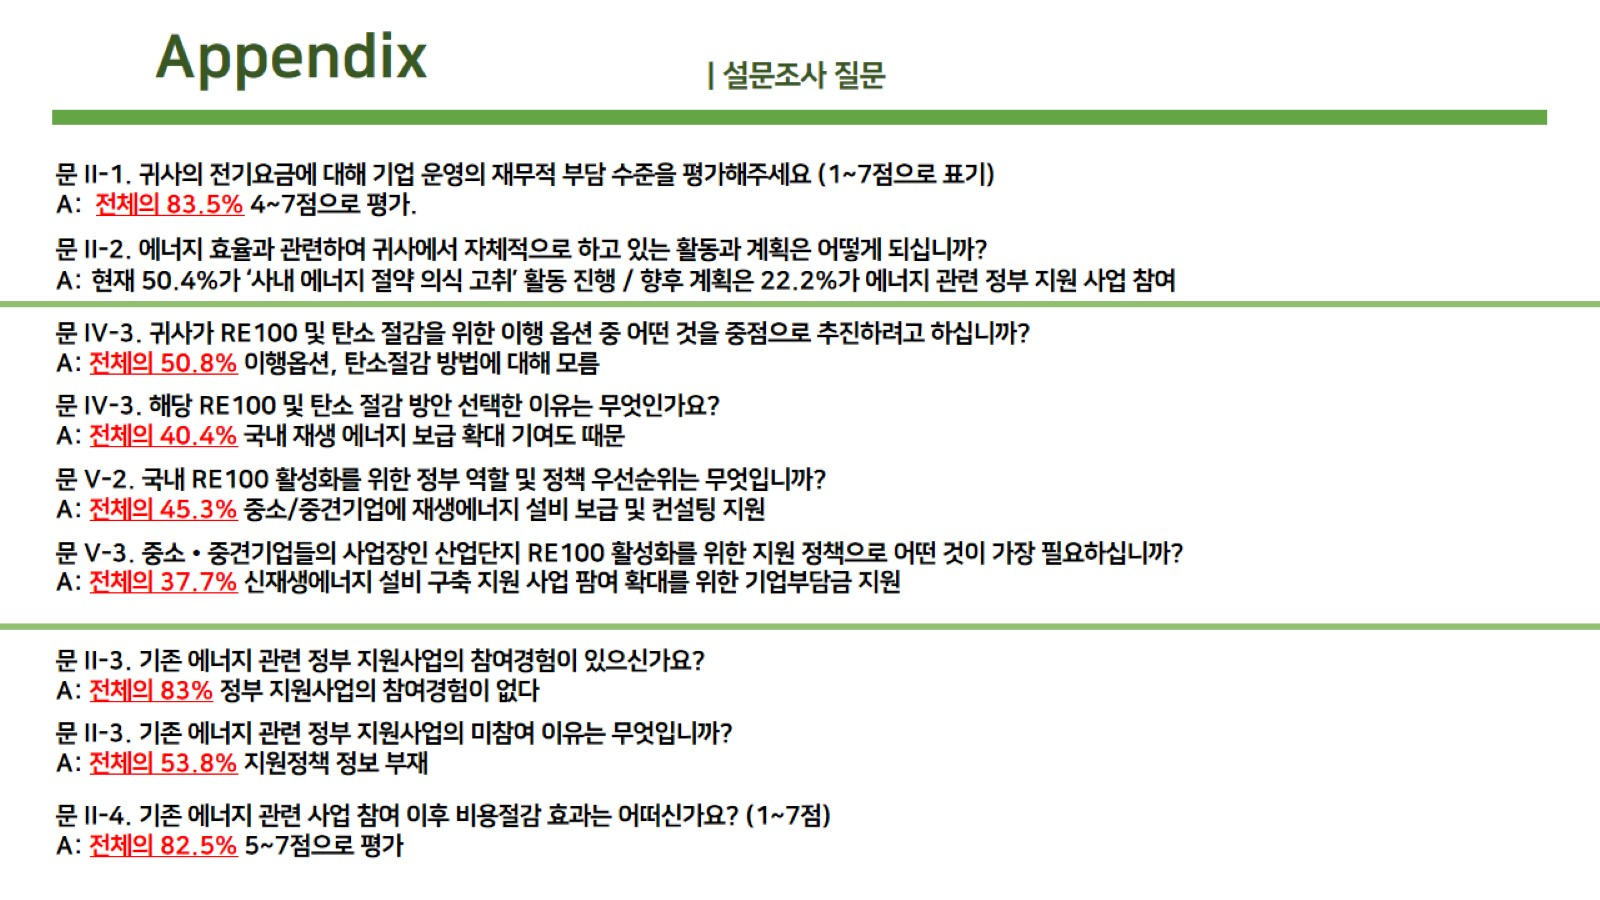 Appendix
| 설문조사 질문
문 II-1. 귀사의 전기요금에 대해 기업 운영의 재무적 부담 수준을 평가해주세요 (1~7점으로 표기)
A: 전체의 83.5% 4~7점으로 평가.
문 II-2. 에너지 효율과 관련하여 귀사에서 자체적으로 하고 있는 활동과 계획은 어떻게 되십니까?
A: 현재 50.4%가 ‘사내 에너지 절약 의식 고취’ 활동 진행 / 향후 계획은 22.2%가 에너지 관련 정부 지원 사업 참여
문 IV-3. 귀사가 RE100 및 탄소 절감을 위한 이행 옵션 중 어떤 것을 중점으로 추진하려고 하십니까?
A: 전체의 50.8% 이행옵션, 탄소절감 방법에 대해 모름
문 IV-3. 해당 RE100 및 탄소 절감 방안 선택한 이유는 무엇인가요?
A: 전체의 40.4% 국내 재생 에너지 보급 확대 기여도 때문
문 V-2. 국내 RE100 활성화를 위한 정부 역할 및 정책 우선순위는 무엇입니까?
A: 전체의 45.3% 중소/중견기업에 재생에너지 설비 보급 및 컨설팅 지원
문 V-3. 중소 • 중견기업들의 사업장인 산업단지 RE100 활성화를 위한 지원 정책으로 어떤 것이 가장 필요하십니까?
A: 전체의 37.7% 신재생에너지 설비 구축 지원 사업 팜여 확대를 위한 기업부담금 지원
문 II-3. 기존 에너지 관련 정부 지원사업의 참여경험이 있으신가요?
A: 전체의 83% 정부 지원사업의 참여경험이 없다
문 II-3. 기존 에너지 관련 정부 지원사업의 미참여 이유는 무엇입니까?
A: 전체의 53.8% 지원정책 정보 부재
문 II-4. 기존 에너지 관련 사업 참여 이후 비용절감 효과는 어떠신가요? (1~7점)
A: 전체의 82.5% 5~7점으로 평가